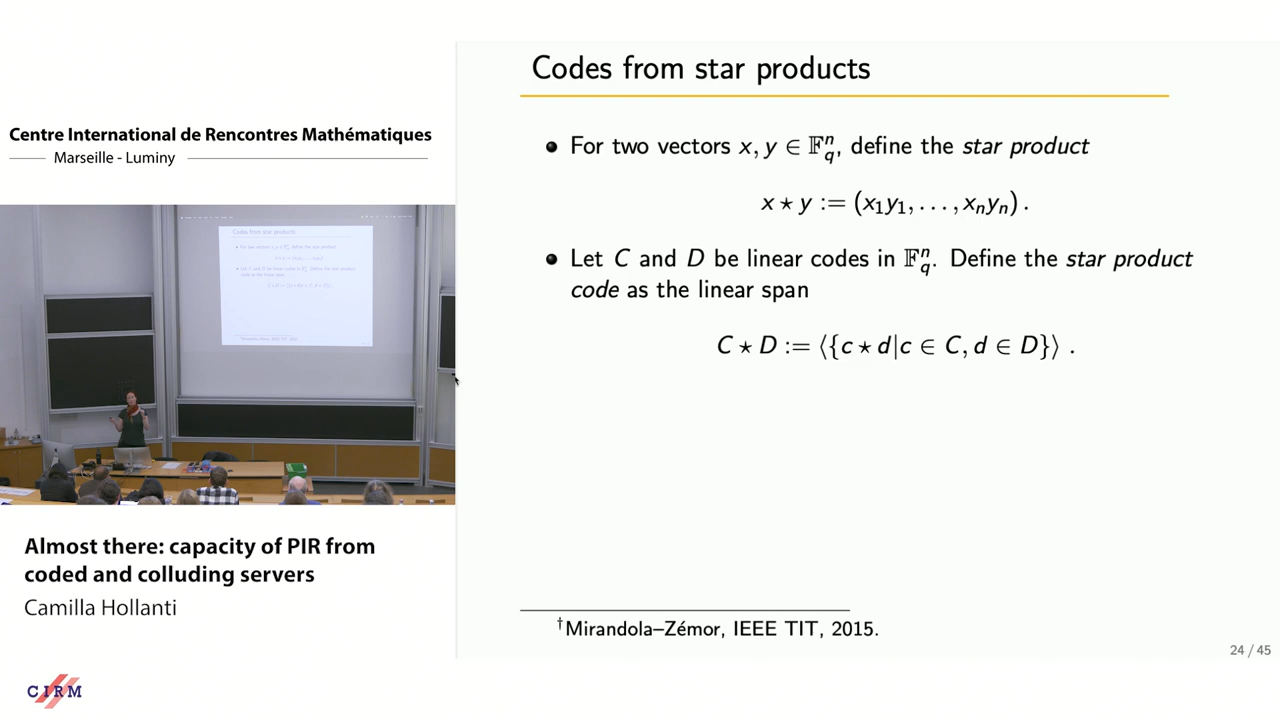 Centre International de Rencontres Mathématiques
Marseille - Luminy
Almost there: capacity of PIR from
coded and colluding servers
Camilla Hollanti
CIRM
Codes from star products
• For two vectors x, y ∈ 𝔽_q^n, define the star product
x ⋆ y := (x₁y₁, . . . , xₙyₙ) .
• Let C and D be linear codes in 𝔽_q^n. Define the star product
code as the linear span
C ⋆ D := ⟨{c ⋆ d|c ∈ C, d ∈ D}⟩ .
†Mirandola–Zémor, IEEE TIT, 2015.
24 / 45